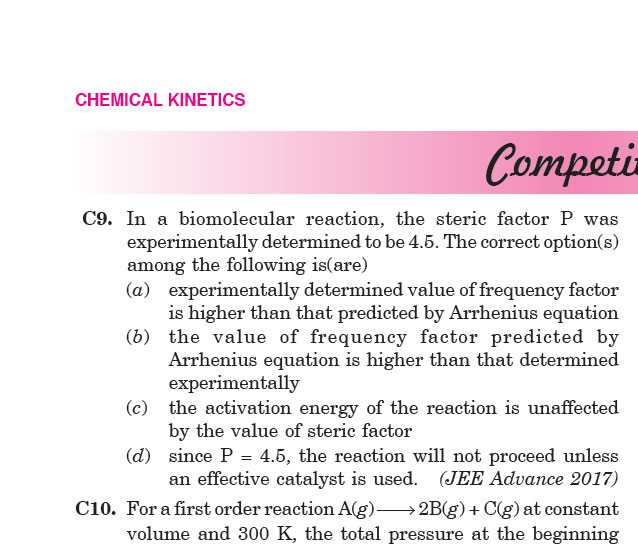 CHEMICAL KINETICS
C9. In a biomolecular reaction, the steric factor P was
experimentally determined to be 4.5. The correct option(s)
among the following is(are)
(a) experimentally determined value of frequency factor
is higher than that predicted by Arrhenius equation
(b) the value of frequency factor predicted by
Arrhenius equation is higher than that determined
experimentally
(c) the activation energy of the reaction is unaffected
by the value of steric factor
(d) since P = 4.5, the reaction will not proceed unless
an effective catalyst is used. (JEE Advance 2017)
C10. For a first order reaction A(g) ⟶ 2B(g) + C(g) at constant
volume and 300 K, the total pressure at the beginning